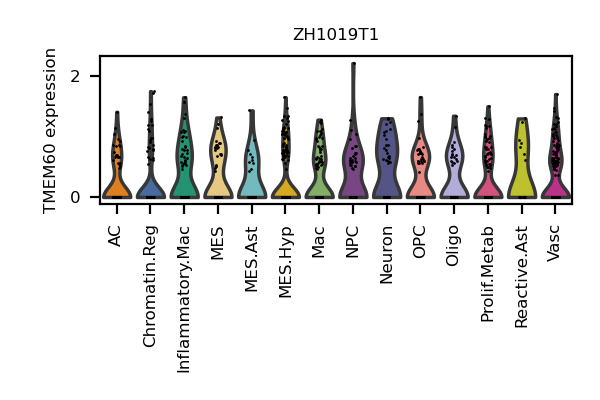 ZH1019T1
TMEM60 expression
2
0
AC
Chromatin.Reg
Inflammatory.Mac
MES
MES.Ast
MES.Hyp
Mac
NPC
Neuron
OPC
Oligo
Prolif.Metab
Reactive.Ast
Vasc